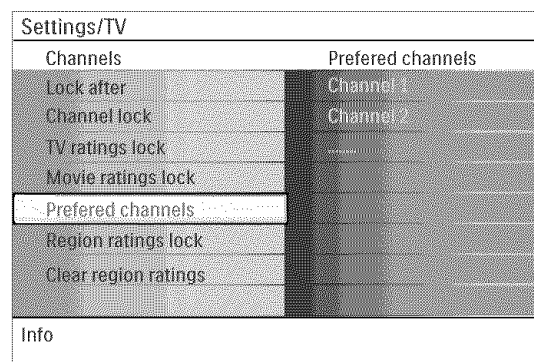 Settings/TV
Channels
Prefered channels
Lock after
Channel 1
Channel lock
Channel 2
TV ratings lock
........
Movie ratings lock
Prefered channels
Region ratings lock
Clear region ratings
Info